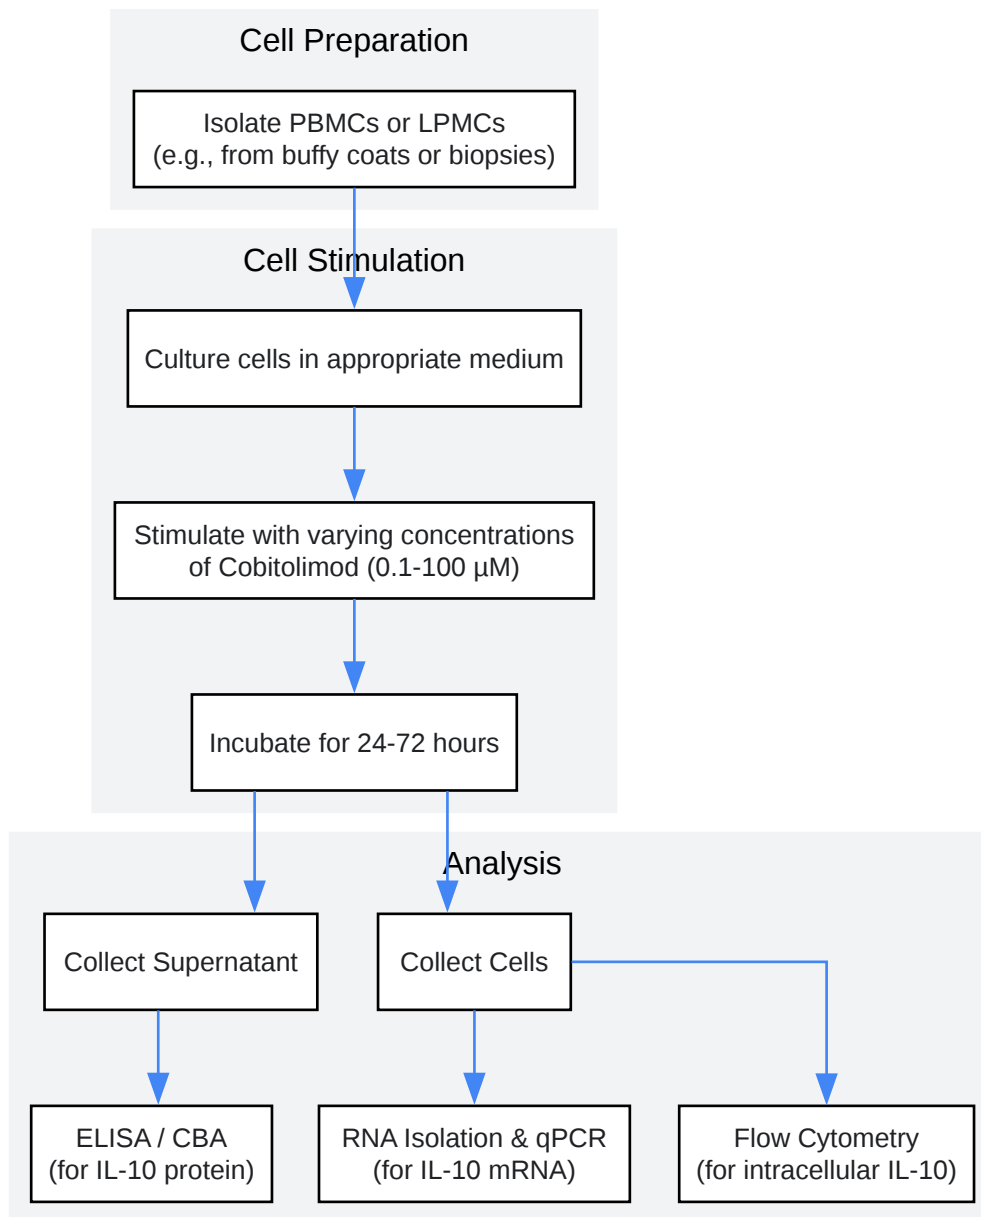 Cell Preparation
Isolate PBMCs or LPMCs
(e.g., from buffy coats or biopsies)
Cell Stimulation
Culture cells in appropriate medium
Stimulate with varying concentrations
of Cobitolimod (0.1-100 µM)
Incubate for 24-72 hours
Analysis
Collect Supernatant
Collect Cells
ELISA / CBA
(for IL-10 protein)
RNA Isolation & qPCR
(for IL-10 mRNA)
Flow Cytometry
(for intracellular IL-10)